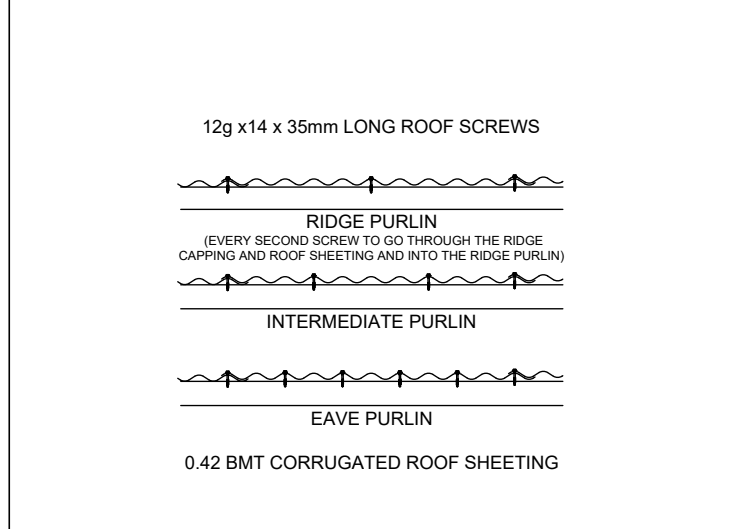 12g x14 x 35mm LONG ROOF SCREWS
RIDGE PURLIN
(EVERY SECOND SCREW TO GO THROUGH THE RIDGE
CAPPING AND ROOF SHEETING AND INTO THE RIDGE PURLIN)
INTERMEDIATE PURLIN
EAVE PURLIN
0.42 BMT CORRUGATED ROOF SHEETING